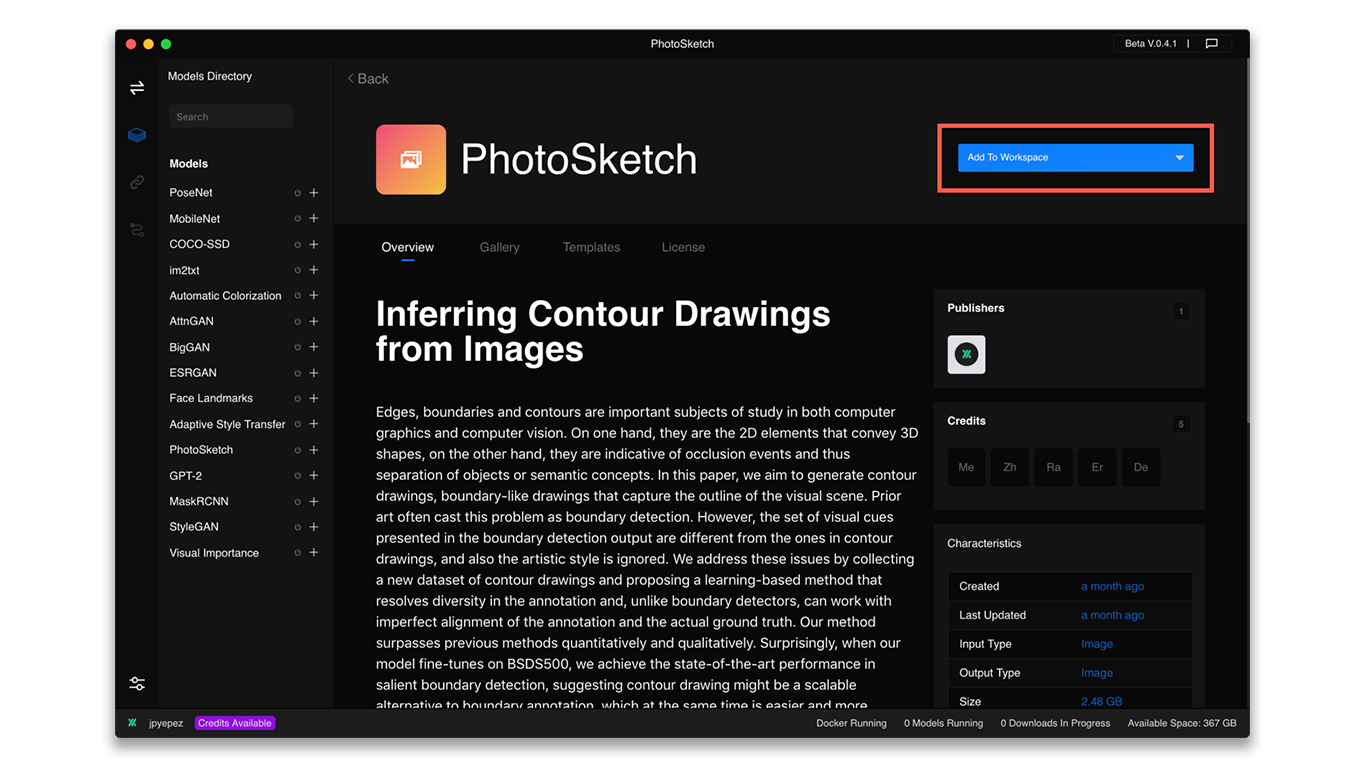 PhotoSketch
Beta V.0.4.1 |
Models Directory
Search
Models
PoseNet
MobileNet
COCO-SSD
im2txt
Automatic Colorization
AttnGAN
BigGAN
ESRGAN
Face Landmarks
Adaptive Style Transfer
PhotoSketch
GPT-2
MaskRCNN
StyleGAN
Visual Importance
Back
PhotoSketch
Add To Workspace
Overview Gallery Templates License
Inferring Contour Drawings
from Images
Edges, boundaries and contours are important subjects of study in both computer
graphics and computer vision. On one hand, they are the 2D elements that convey 3D
shapes, on the other hand, they are indicative of occlusion events and thus
separation of objects or semantic concepts. In this paper, we aim to generate contour
drawings, boundary-like drawings that capture the outline of the visual scene. Prior
art often cast this problem as boundary detection. However, the set of visual cues
presented in the boundary detection output are different from the ones in contour
drawings, and also the artistic style is ignored. We address these issues by collecting
a new dataset of contour drawings and proposing a learning-based method that
resolves diversity in the annotation and, unlike boundary detectors, can work with
imperfect alignment of the annotation and the actual ground truth. Our method
surpasses previous methods quantitatively and qualitatively. Surprisingly, when our
model fine-tunes on BSDS500, we achieve the state-of-the-art performance in
salient boundary detection, suggesting contour drawing might be a scalable
alternative to boundary annotation, which at the same time is easier and more
Publishers 1
Credits 5
Me Zh Ra Er De
Characteristics
Created a month ago
Last Updated a month ago
Input Type Image
Output Type Image
Size 2.48 GB
jpyepez Credits Available
Docker Running 0 Models Running 0 Downloads In Progress Available Space: 367 GB